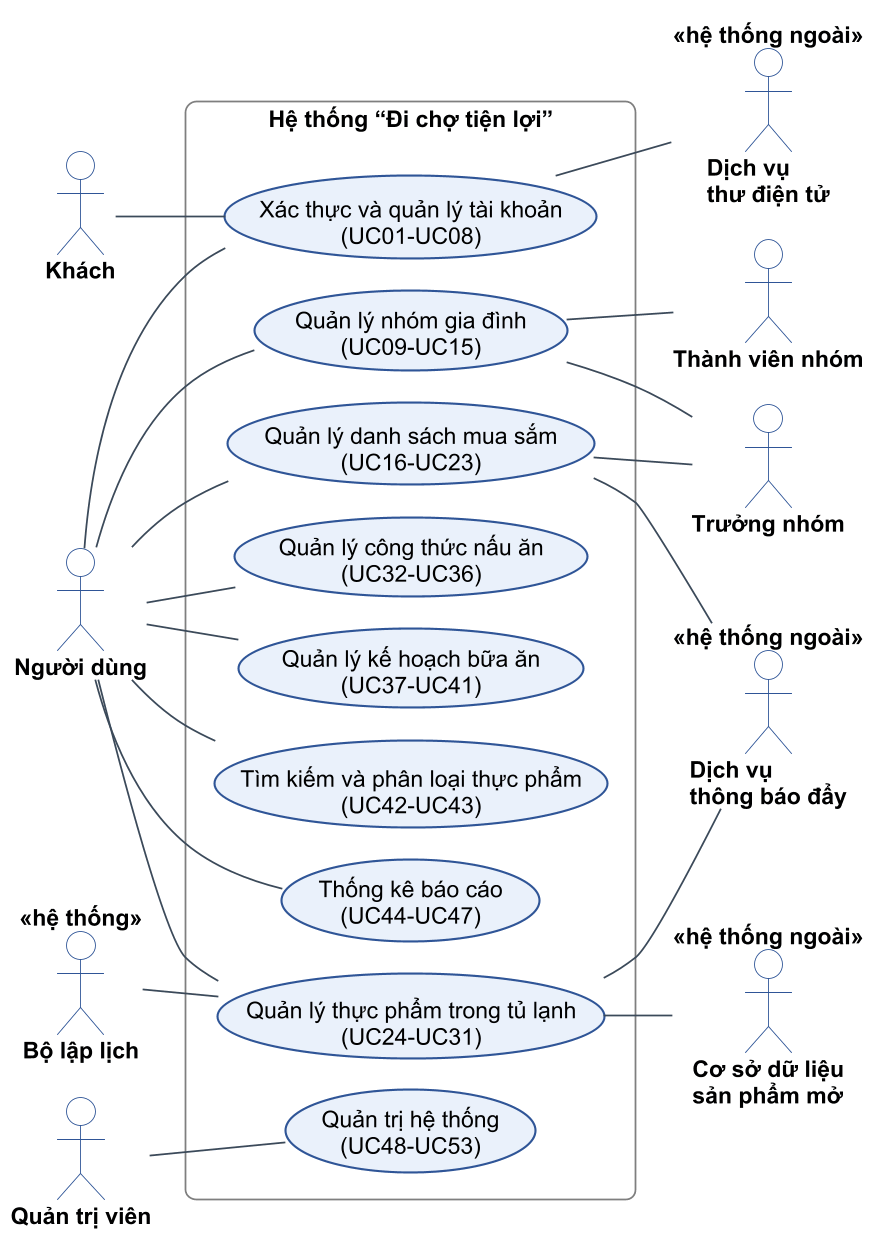 «hệ thống ngoài»
Hệ thống “Đi chợ tiện lợi”
Dịch vụ
thư điện tử
Xác thực và quản lý tài khoản
(UC01-UC08)
Khách
Quản lý nhóm gia đình
(UC09-UC15)
Thành viên nhóm
Quản lý danh sách mua sắm
(UC16-UC23)
Trưởng nhóm
Quản lý công thức nấu ăn
(UC32-UC36)
«hệ thống ngoài»
Người dùng
Quản lý kế hoạch bữa ăn
(UC37-UC41)
Dịch vụ
thông báo đẩy
Tìm kiếm và phân loại thực phẩm
(UC42-UC43)
Thống kê báo cáo
(UC44-UC47)
«hệ thống»
«hệ thống ngoài»
Quản lý thực phẩm trong tủ lạnh
(UC24-UC31)
Bộ lập lịch
Cơ sở dữ liệu
sản phẩm mở
Quản trị hệ thống
(UC48-UC53)
Quản trị viên